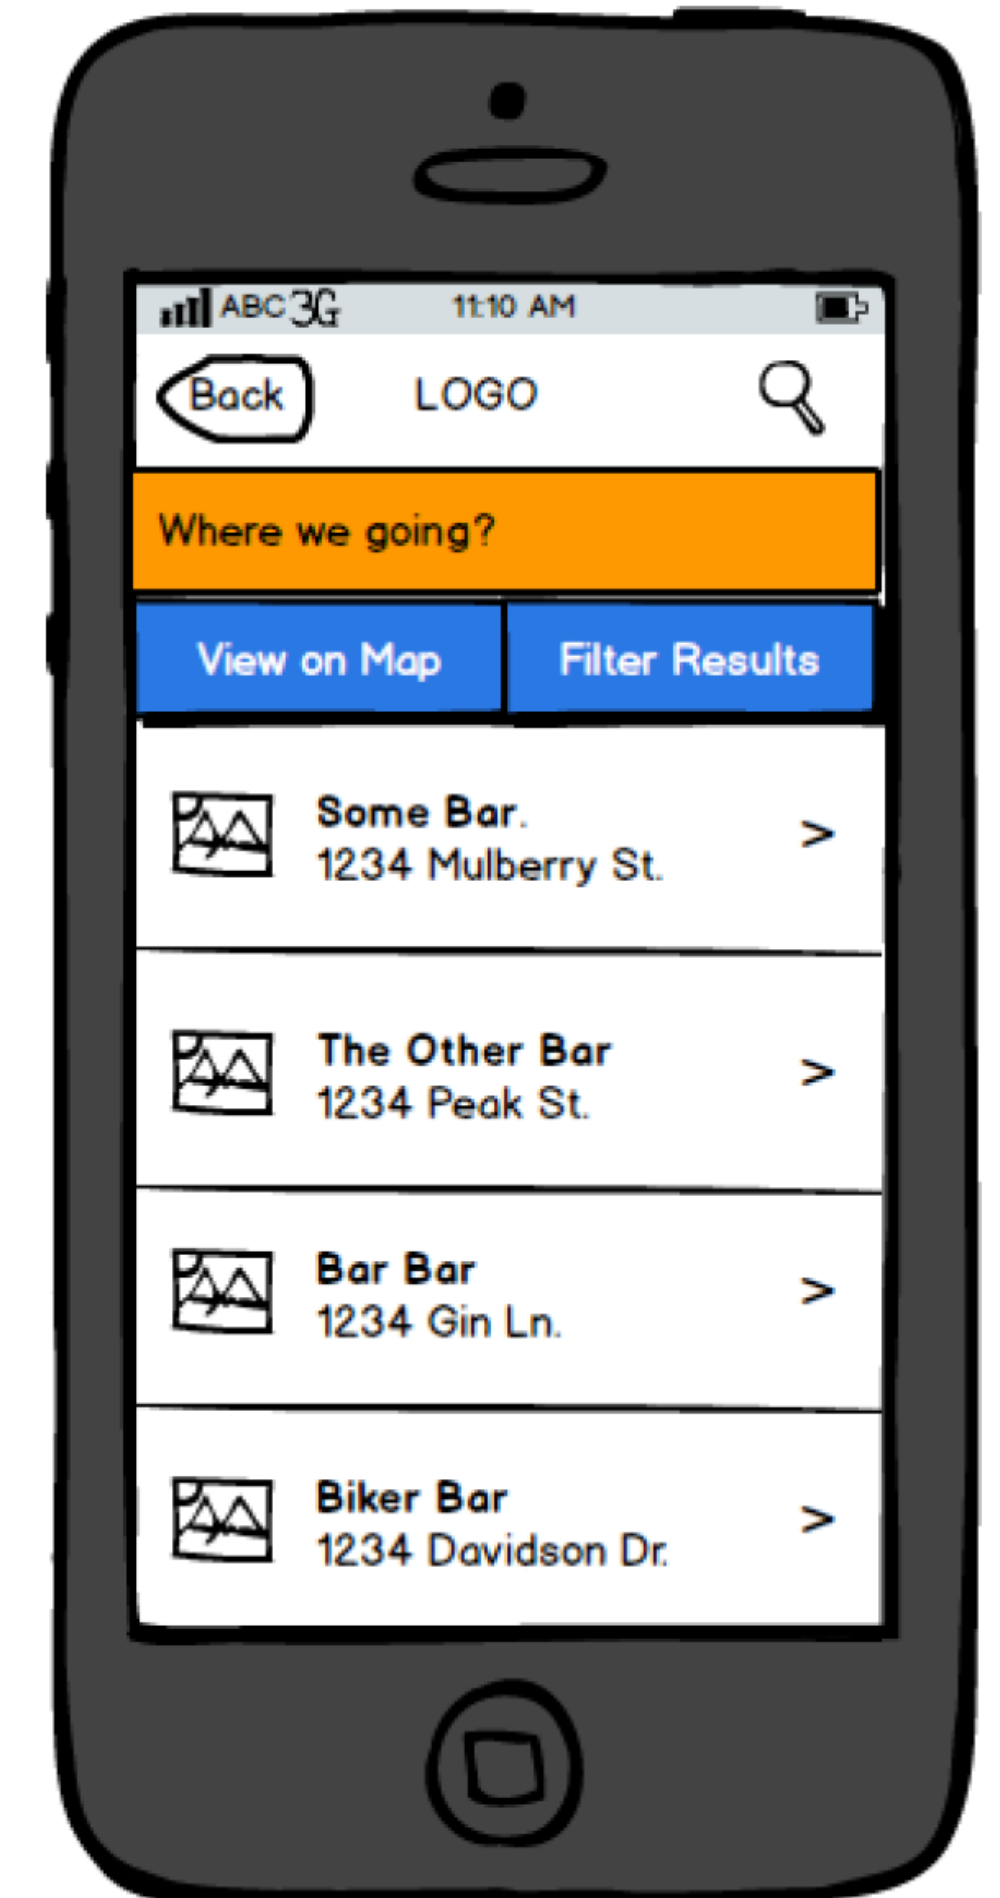 ABC 3G 11:10 AM
Back LOGO
Where we going?
View on Map Filter Results
Some Bar.
1234 Mulberry St. >
The Other Bar
1234 Peak St. >
Bar Bar
1234 Gin Ln. >
Biker Bar
1234 Davidson Dr. >